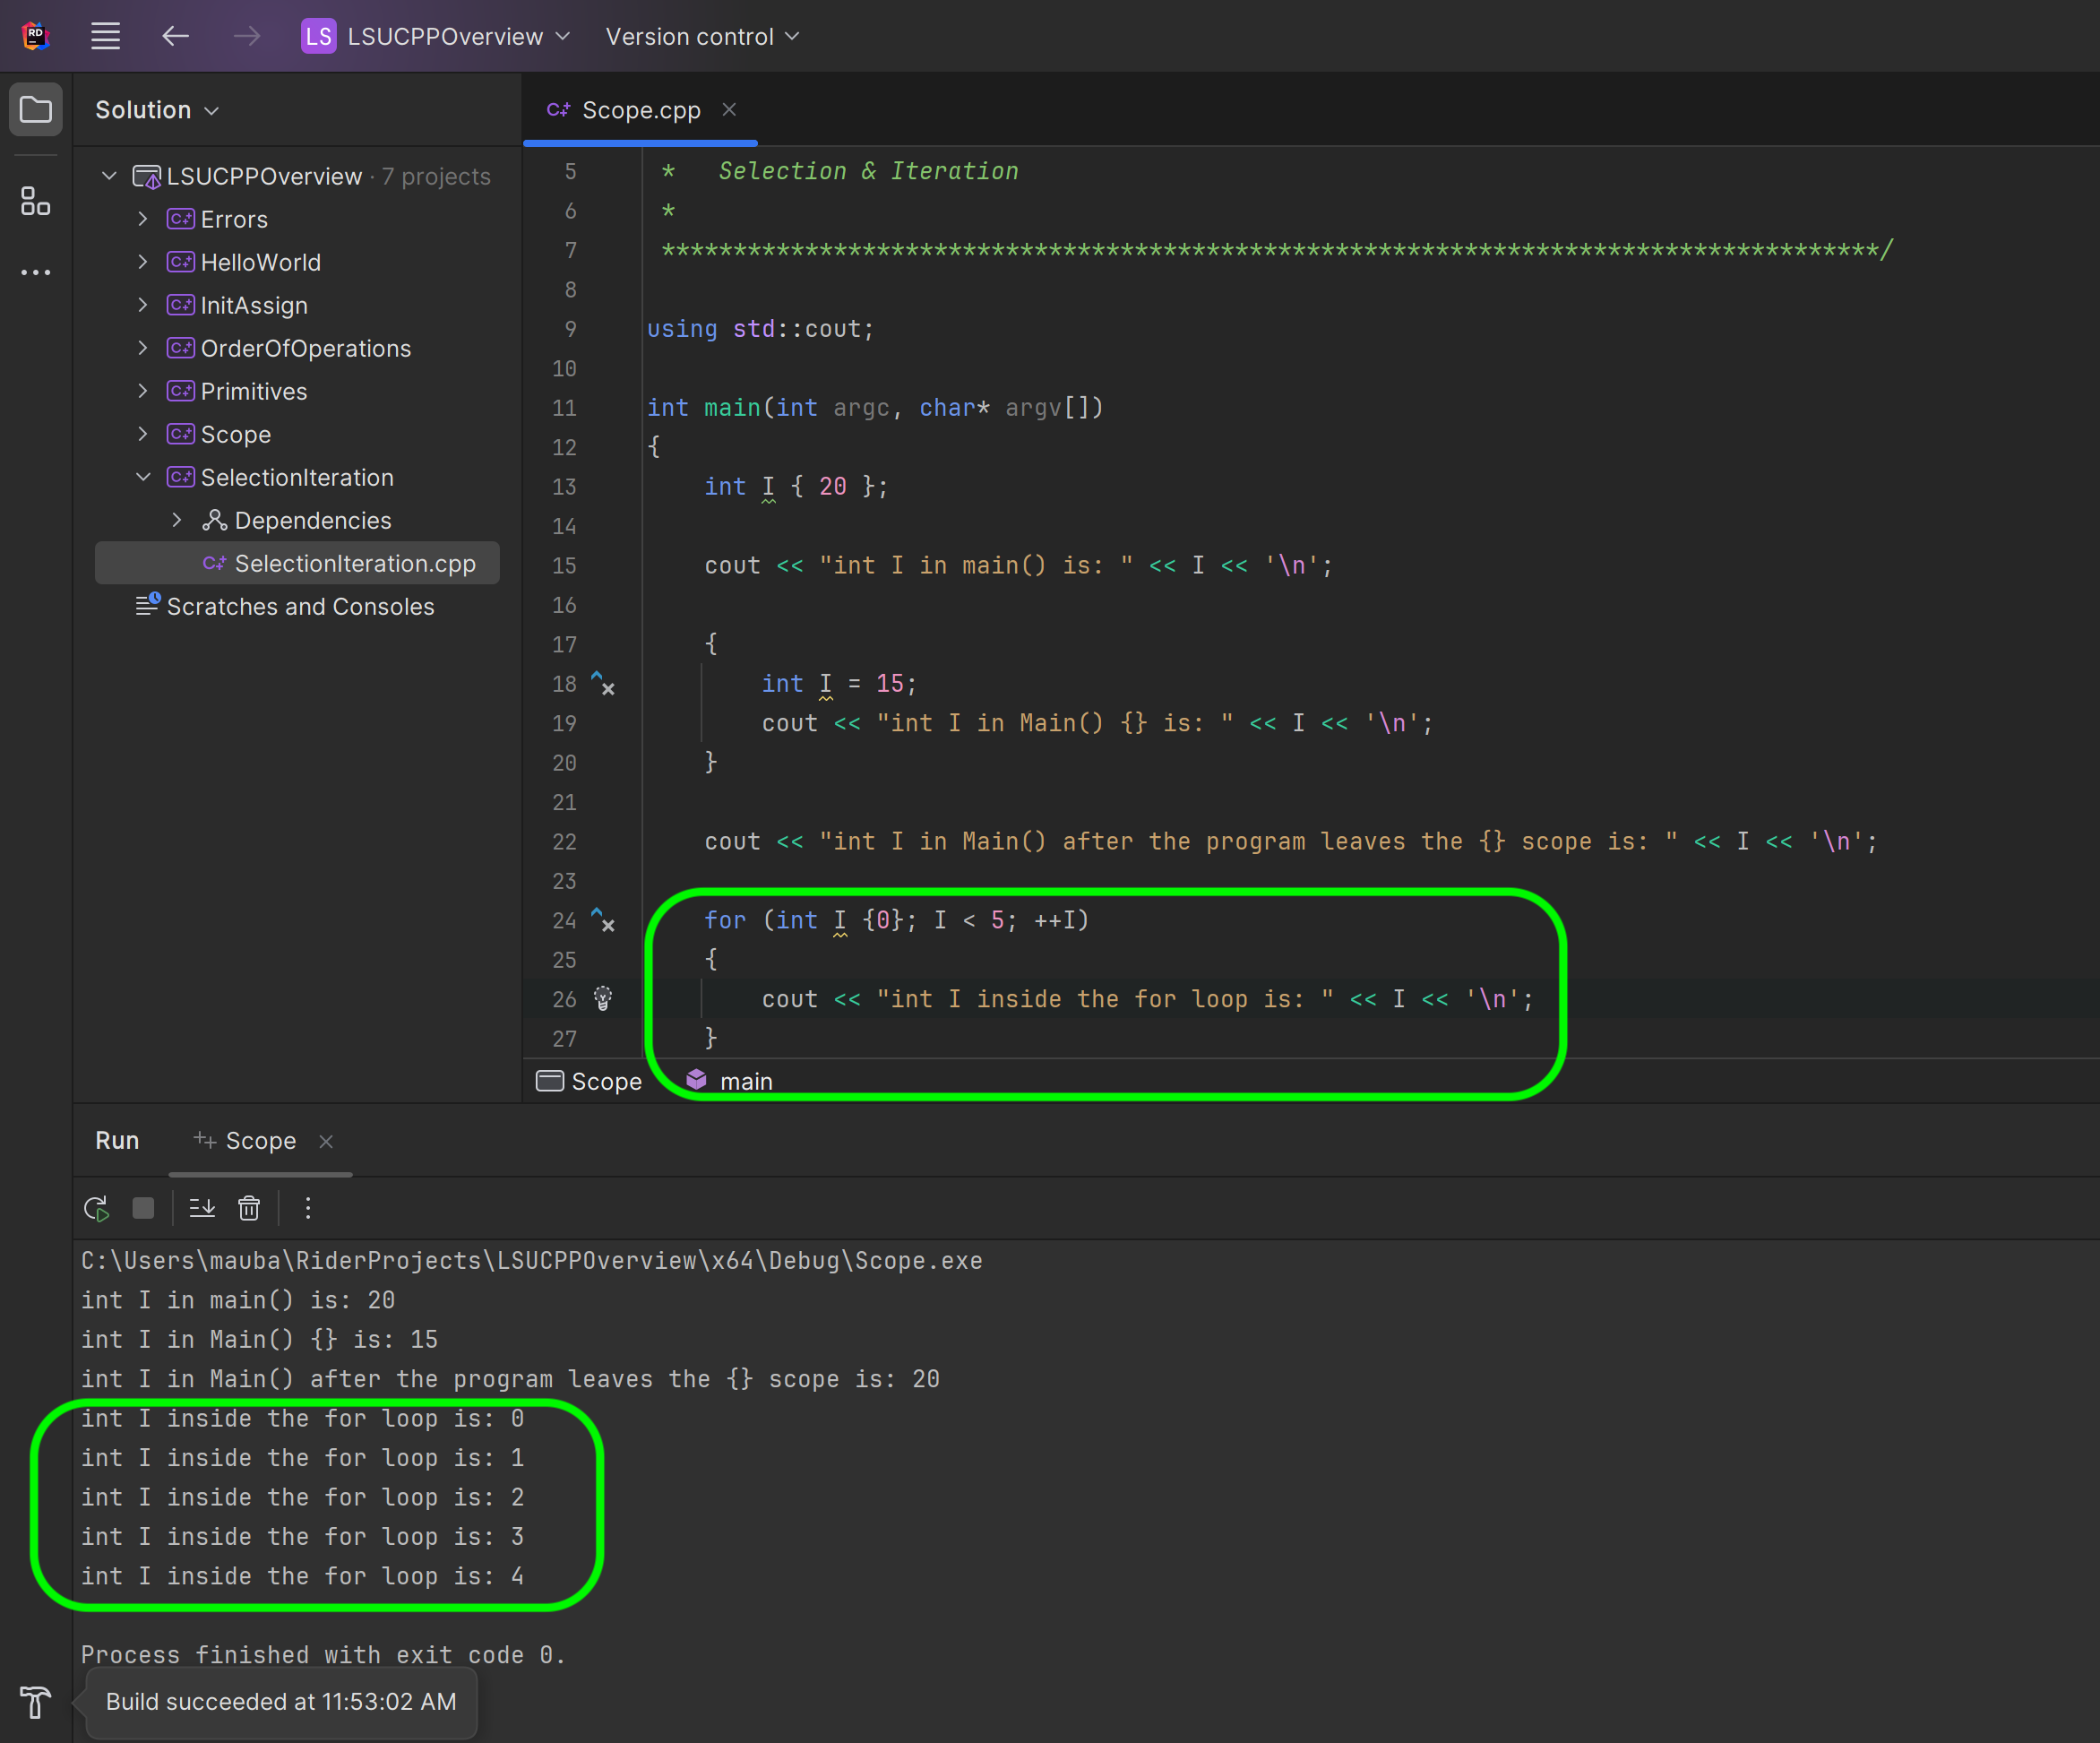 RD
LS LSUCPPOverview Version control
Solution
Scope.cpp
LSUCPPOverview · 7 projects
Errors
HelloWorld
InitAssign
OrderOfOperations
Primitives
Scope
SelectionIteration
Dependencies
SelectionIteration.cpp
Scratches and Consoles
5 *   Selection & Iteration
6 *
7 *************************************************************************************/
8
9 using std::cout;
10
11 int main(int argc, char* argv[])
12 {
13     int I { 20 };
14
15     cout << "int I in main() is: " << I << '\n';
16
17     {
18         int I = 15;
19         cout << "int I in Main() {} is: " << I << '\n';
20     }
21
22     cout << "int I in Main() after the program leaves the {} scope is: " << I << '\n';
23
24     for (int I {0}; I < 5; ++I)
25     {
26         cout << "int I inside the for loop is: " << I << '\n';
27     }
Scope main
Run Scope
C:\Users\mauba\RiderProjects\LSUCPPOverview\x64\Debug\Scope.exe
int I in main() is: 20
int I in Main() {} is: 15
int I in Main() after the program leaves the {} scope is: 20
int I inside the for loop is: 0
int I inside the for loop is: 1
int I inside the for loop is: 2
int I inside the for loop is: 3
int I inside the for loop is: 4
Process finished with exit code 0.
Build succeeded at 11:53:02 AM